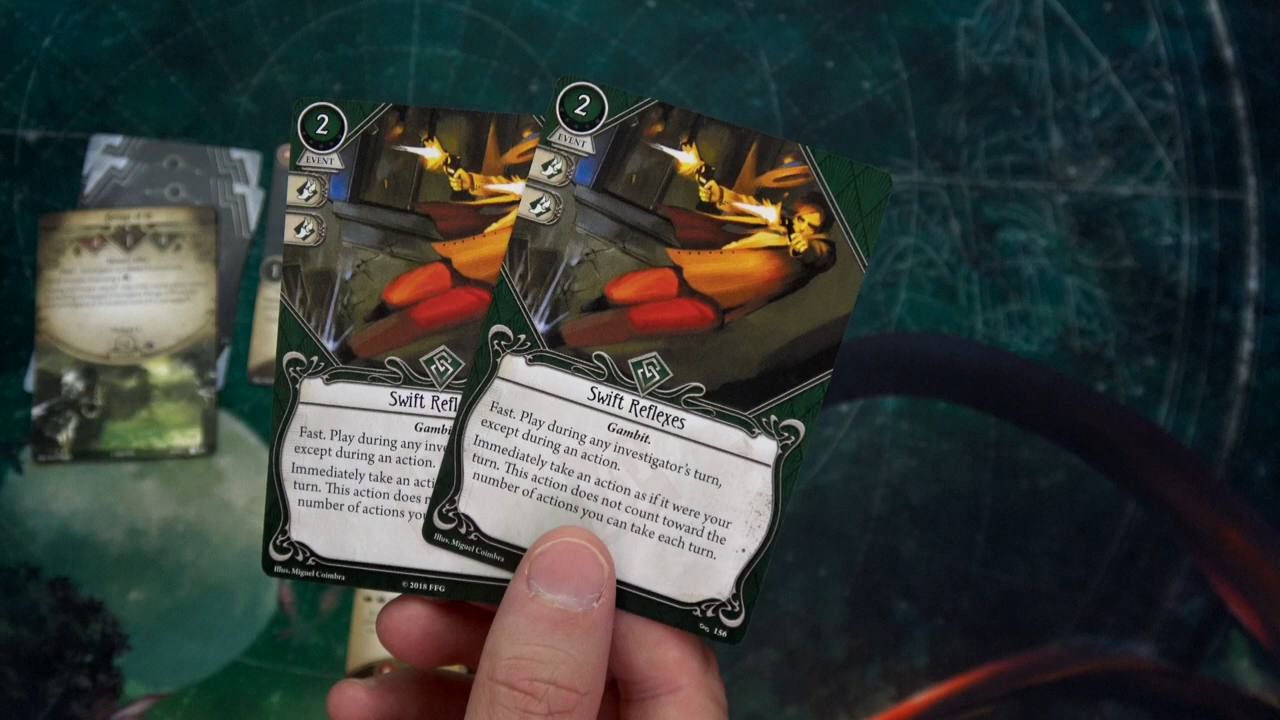 2
EVENT
Swift Refl
Gambi
Fast. Play during any inve
except during an action.
Immediately take an acti
turn. This action does n
number of actions you
Illus. Miguel Coimbra
© 2018 FFG
2
EVENT
Swift Reflexes
Gambit.
Fast. Play during any investigator's turn,
except during an action.
Immediately take an action as if it were your
turn. This action does not count toward the
number of actions you can take each turn.
Illus. Miguel Coimbra
156